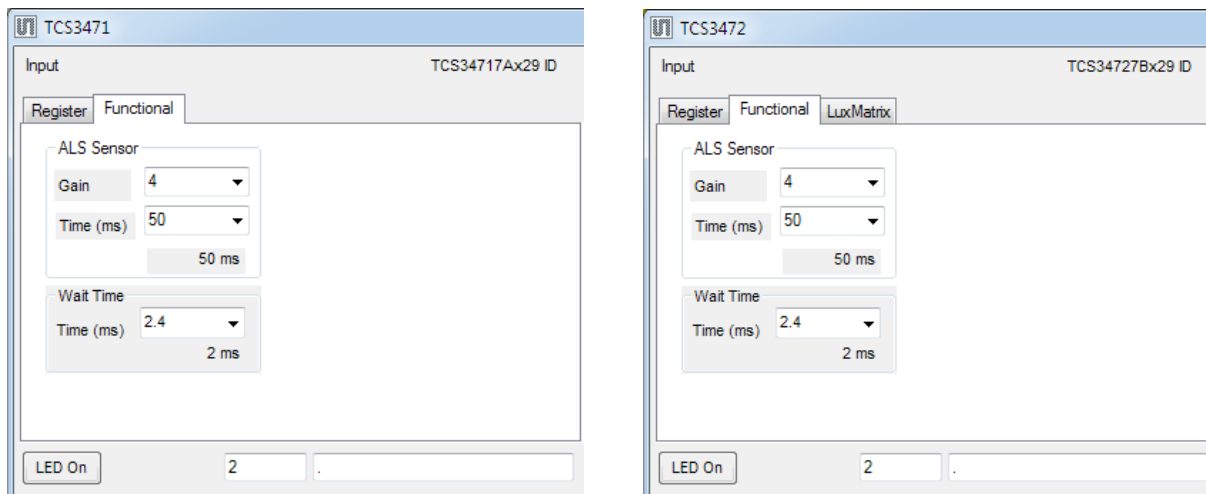 TCS3471
Input TCS34717Ax29 ID
Register Functional
ALS Sensor
Gain 4
Time (ms) 50
50 ms
Wait Time
Time (ms) 2.4
2 ms
LED On 2 .
TCS3472
Input TCS34727Bx29 ID
Register Functional LuxMatrix
ALS Sensor
Gain 4
Time (ms) 50
50 ms
Wait Time
Time (ms) 2.4
2 ms
LED On 2 .